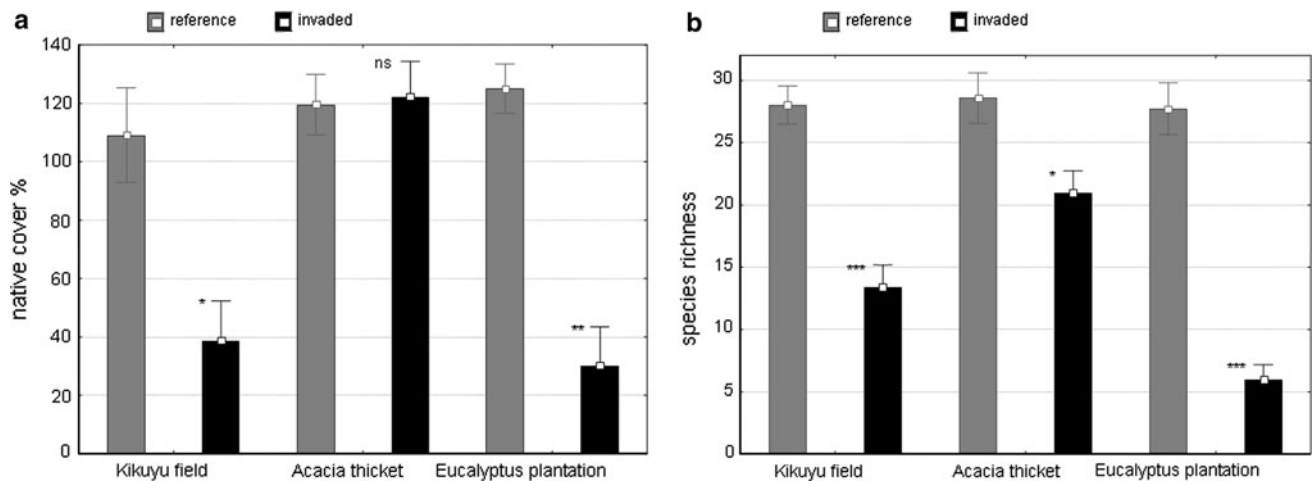 a
reference invaded
native cover %
140
120
100
80
60
40
20
0
*
ns
**
Kikuyu field Acacia thicket Eucalyptus plantation
b
reference invaded
species richness
30
25
20
15
10
5
0
***
*
***
Kikuyu field Acacia thicket Eucalyptus plantation